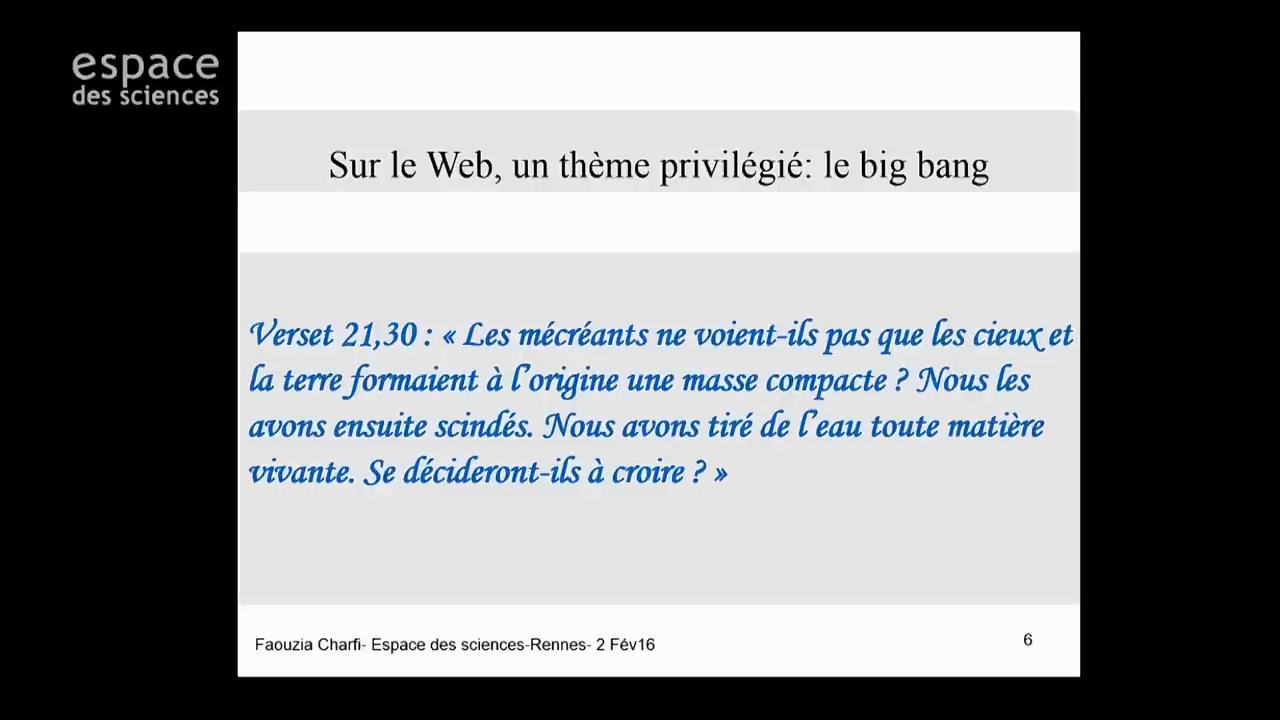 espace
des sciences
Sur le Web, un thème privilégié: le big bang
Verset 21,30 : « Les mécréants ne voient-ils pas que les cieux et
la terre formaient à l'origine une masse compacte ? Nous les
avons ensuite scindés. Nous avons tiré de l'eau toute matière
vivante. Se décideront-ils à croire ? »
Faouzia Charfi- Espace des sciences-Rennes- 2 Fév16
6